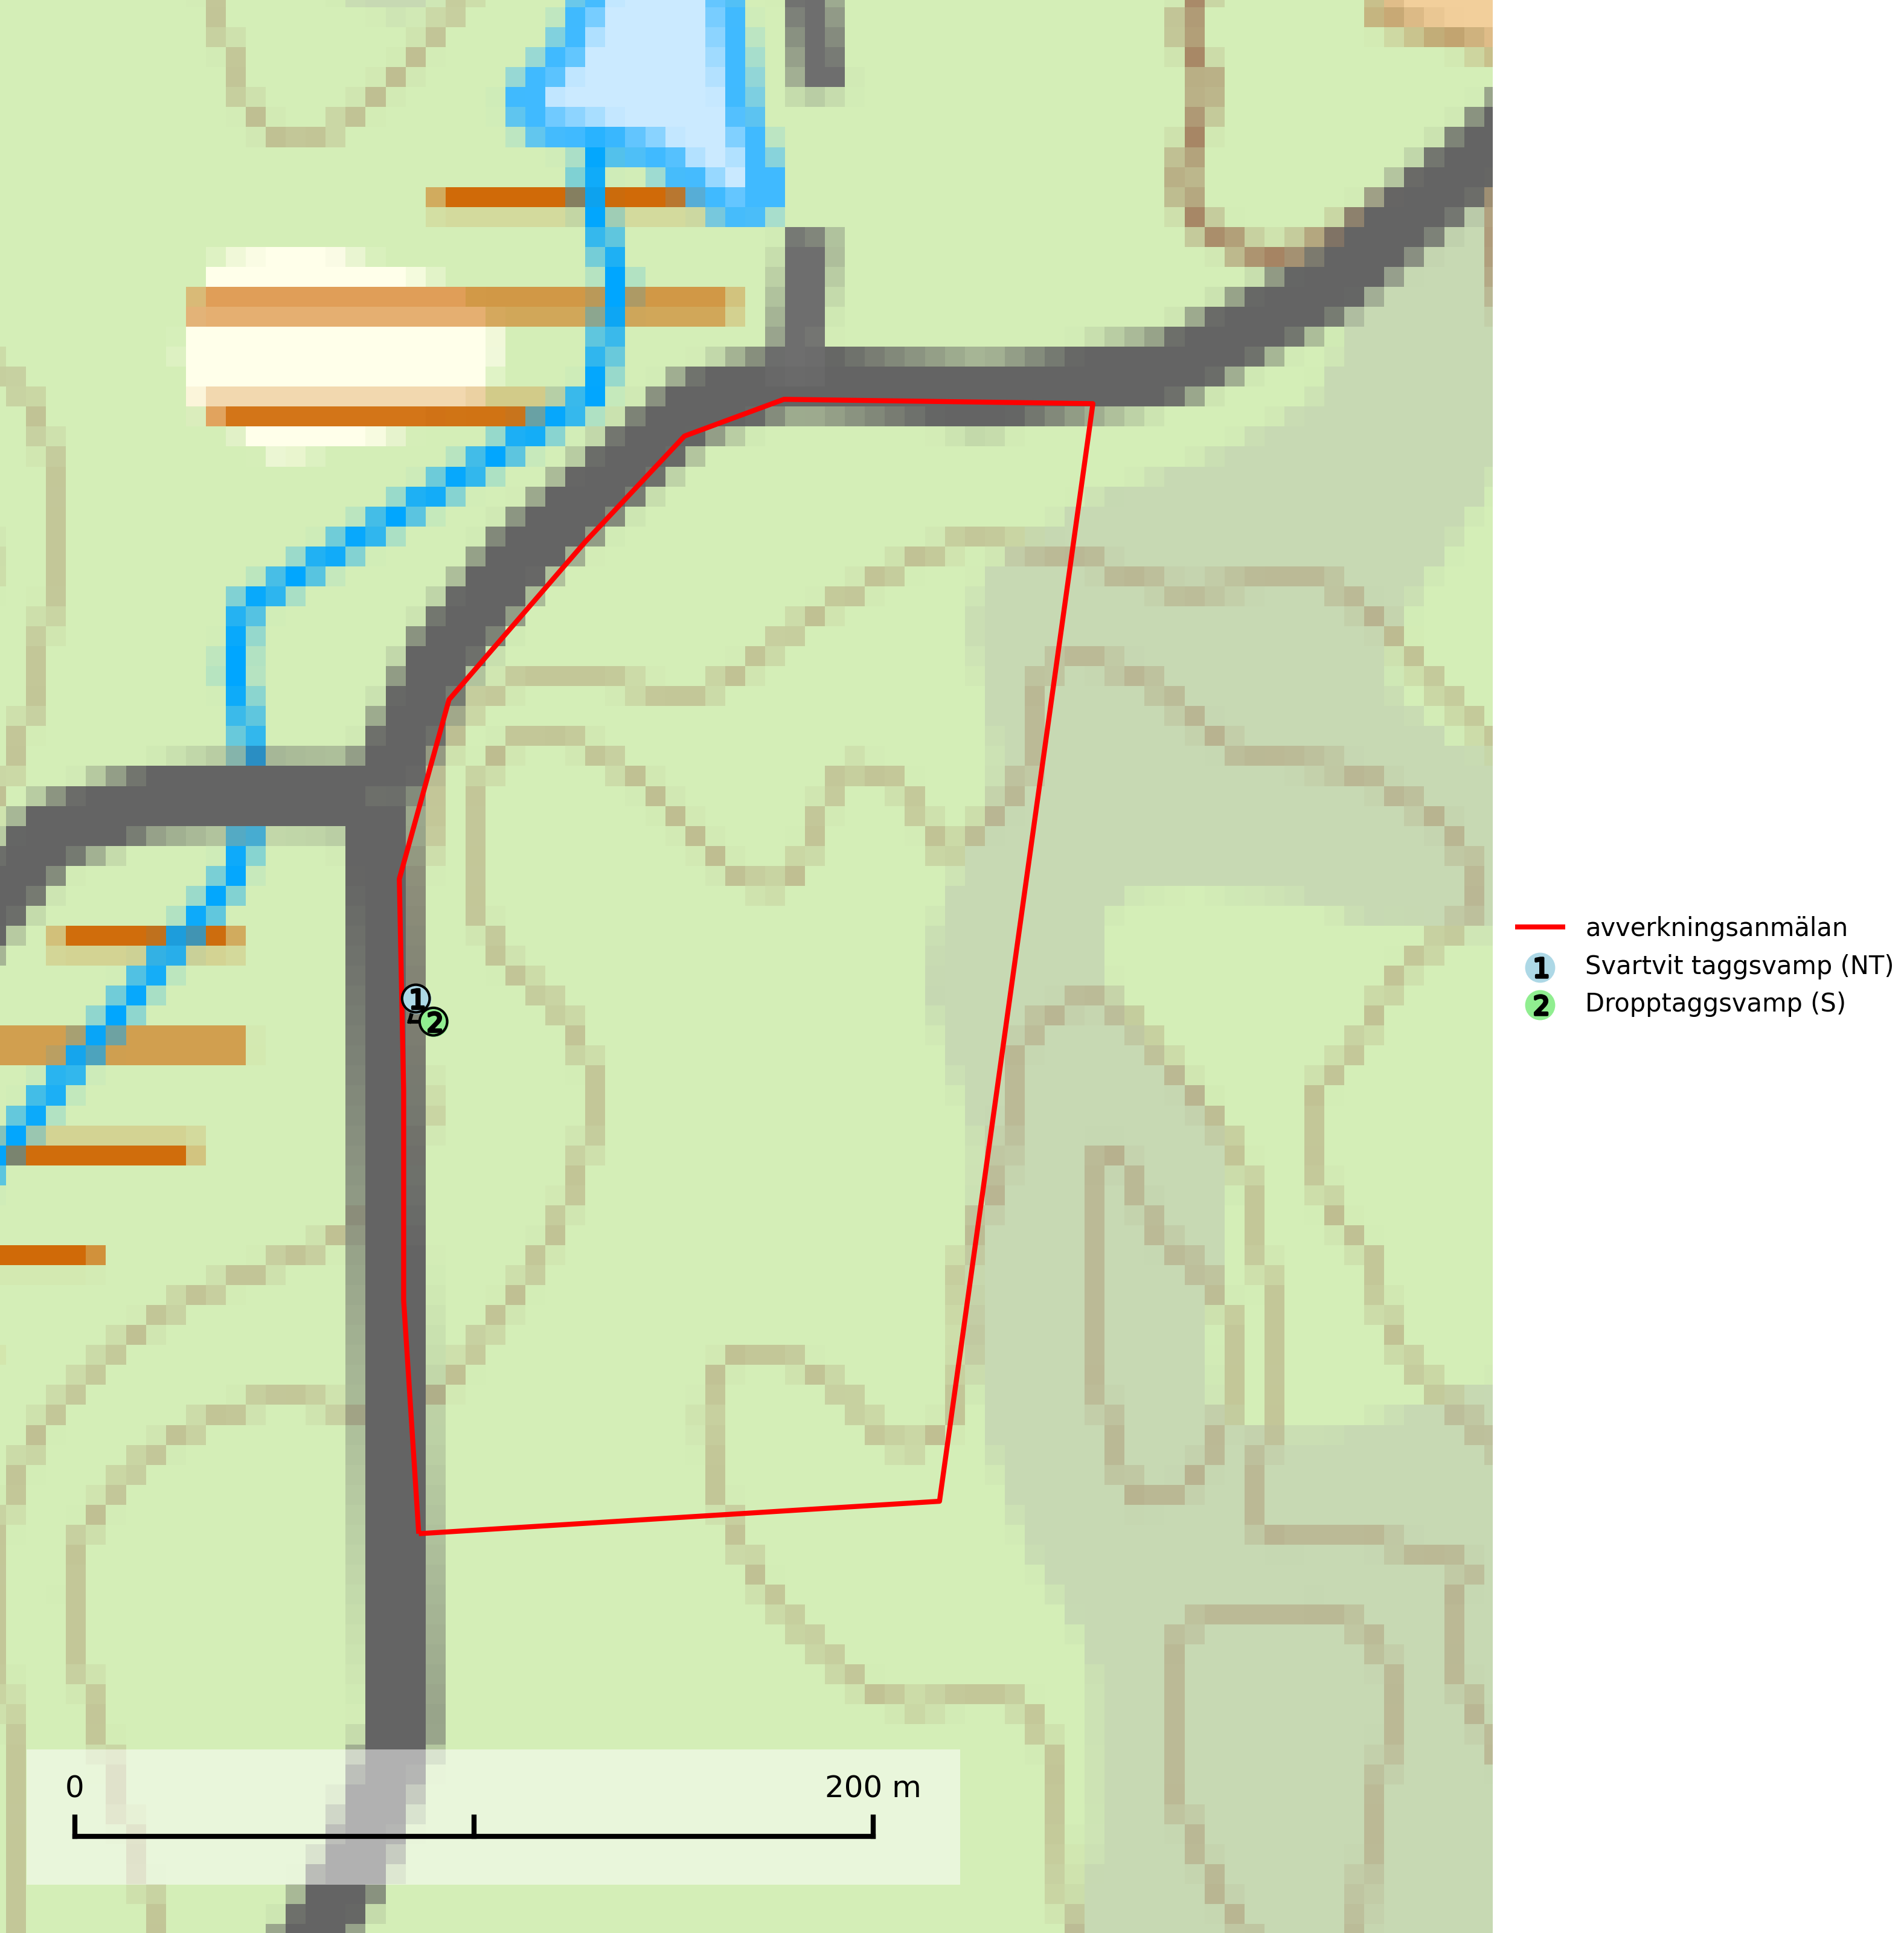 avverkningsanmälan
1 Svartvit taggsvamp (NT)
2 Dropptaggsvamp (S)
1
2
0 200 m